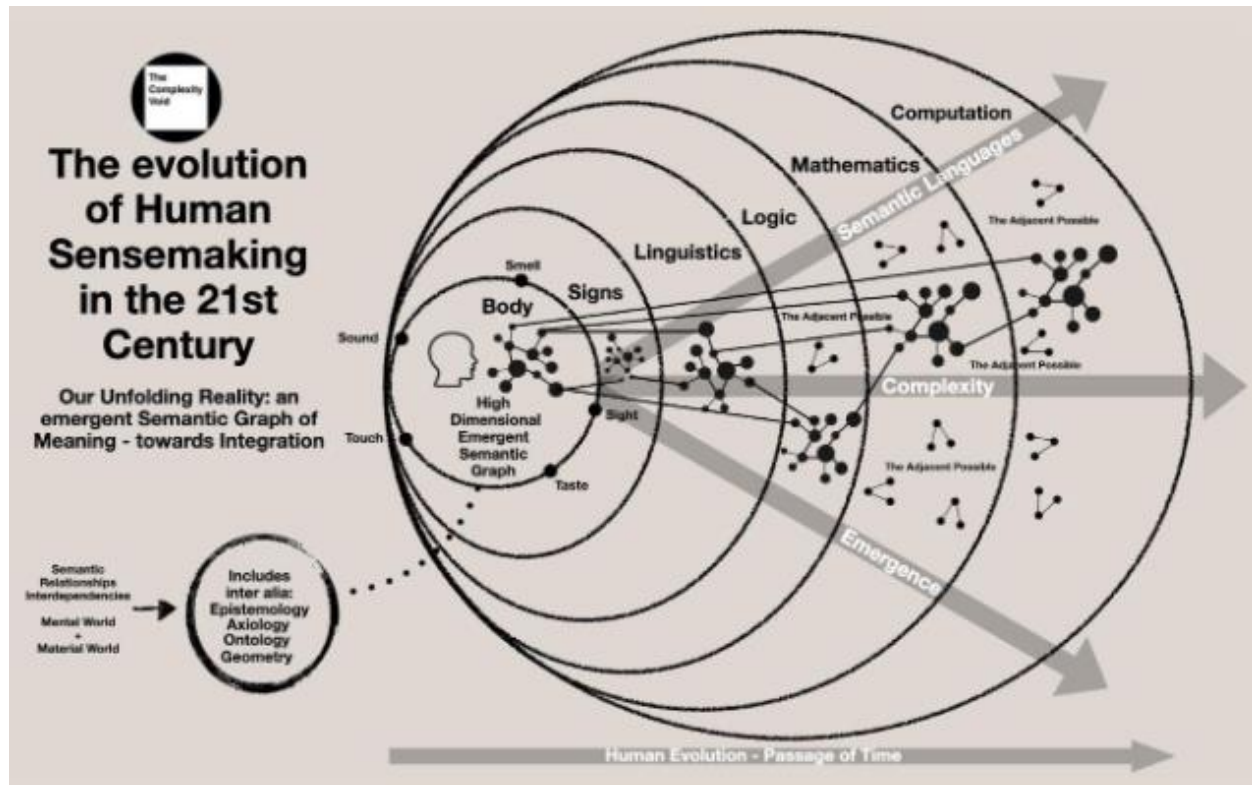 The
Complexity
Void
The evolution
of Human
Sensemaking
in the 21st
Century
Our Unfolding Reality: an
emergent Semantic Graph of
Meaning - towards Integration
Semantic
Relationships
Interdependencies
Mental World
+
Material World
Includes
inter alia:
Epistemology
Axiology
Ontology
Geometry
Sound
Smell
Touch
Sight
Taste
Body
High
Dimensional
Emergent
Semantic
Graph
Signs
Linguistics
Logic
Mathematics
Computation
Semantic Languages
Complexity
Emergence
The Adjacent Possible
The Adjacent Possible
The Adjacent Possible
The Adjacent Possible
Human Evolution - Passage of Time